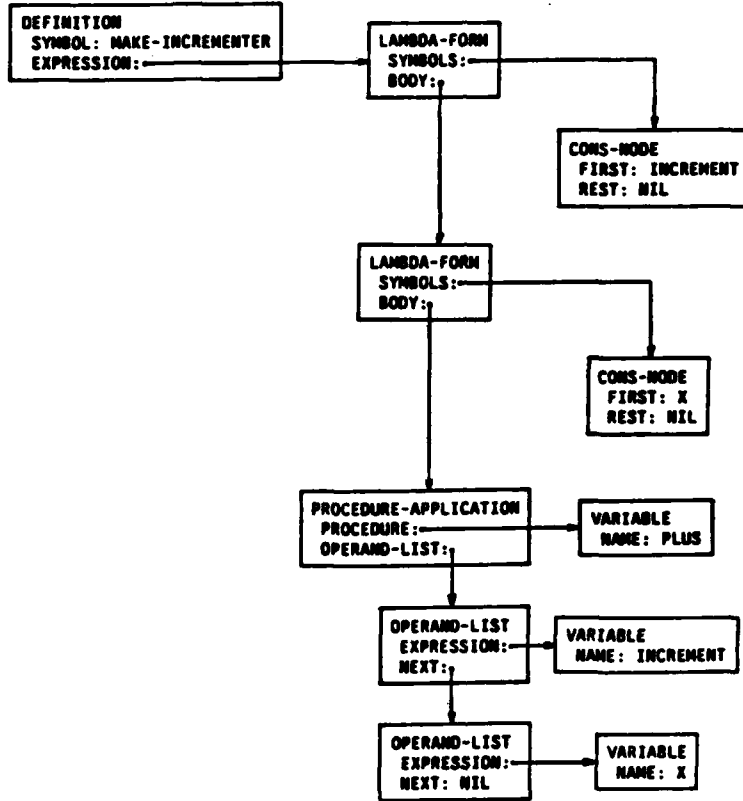 DEFINITION
SYMBOL: MAKE-INCREMENTER
EXPRESSION:
LAMBDA-FORM
SYMBOLS:
BODY:
CONS-NODE
FIRST: INCREMENT
REST: NIL
LAMBDA-FORM
SYMBOLS:
BODY:
CONS-NODE
FIRST: X
REST: NIL
PROCEDURE-APPLICATION
PROCEDURE:
OPERAND-LIST:
VARIABLE
NAME: PLUS
OPERAND-LIST
EXPRESSION:
NEXT:
VARIABLE
NAME: INCREMENT
OPERAND-LIST
EXPRESSION:
NEXT: NIL
VARIABLE
NAME: X